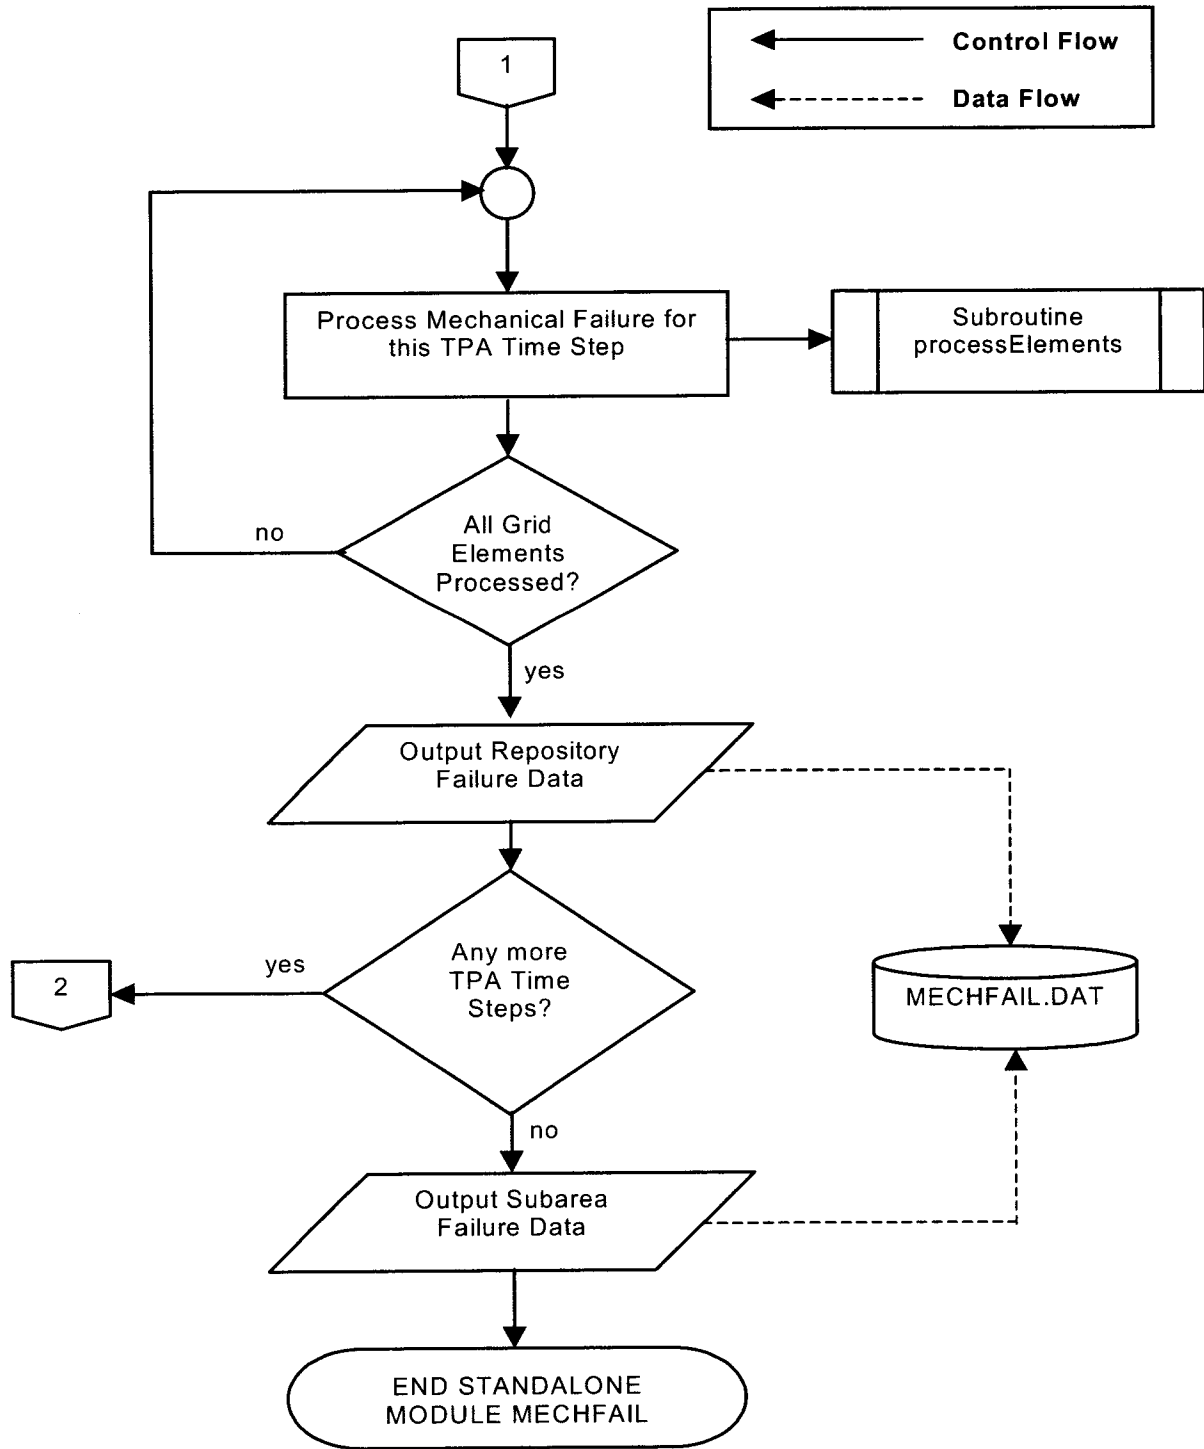 1
Control Flow
Data Flow
Process Mechanical Failure for
this TPA Time Step
Subroutine
processElements
All Grid
Elements
Processed?
no
yes
Output Repository
Failure Data
Any more
TPA Time
Steps?
yes
2
MECHFAIL.DAT
no
Output Subarea
Failure Data
END STANDALONE
MODULE MECHFAIL